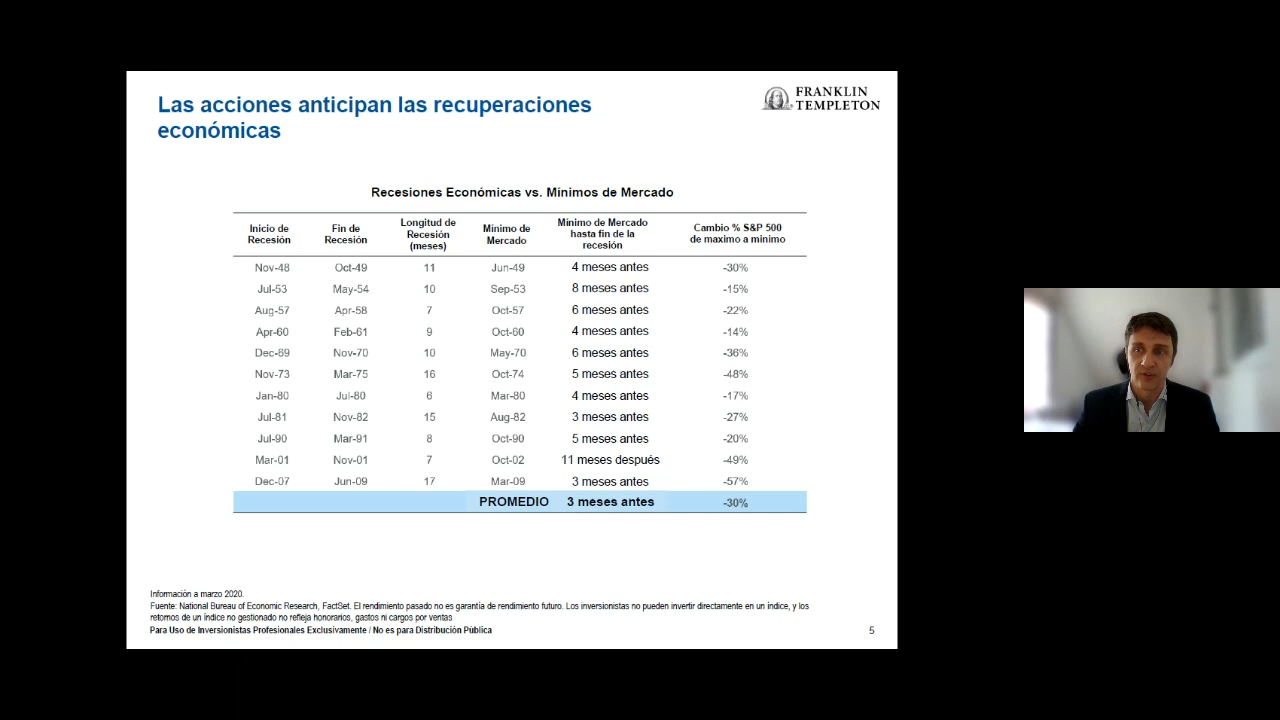 Las acciones anticipan las recuperaciones
económicas
FRANKLIN
TEMPLETON
Recesiones Económicas vs. Mínimos de Mercado
Inicio de Recesión Fin de Recesión Longitud de Recesión (meses) Mínimo de Mercado Mínimo de Mercado hasta fin de la recesión Cambio % S&P 500 de maximo a mínimo
Nov-48 Oct-49 11 Jun-49 4 meses antes -30%
Jul-53 May-54 10 Sep-53 8 meses antes -15%
Aug-57 Apr-58 7 Oct-57 6 meses antes -22%
Apr-60 Feb-61 9 Oct-60 4 meses antes -14%
Dec-69 Nov-70 10 May-70 6 meses antes -36%
Nov-73 Mar-75 16 Oct-74 5 meses antes -48%
Jan-80 Jul-80 6 Mar-80 4 meses antes -17%
Jul-81 Nov-82 15 Aug-82 3 meses antes -27%
Jul-90 Mar-91 8 Oct-90 5 meses antes -20%
Mar-01 Nov-01 7 Oct-02 11 meses después -49%
Dec-07 Jun-09 17 Mar-09 3 meses antes -57%
PROMEDIO 3 meses antes -30%
Información a marzo 2020.
Fuente: National Bureau of Economic Research, FactSet. El rendimiento pasado no es garantía de rendimiento futuro. Los inversionistas no pueden invertir directamente en un índice, y los
retornos de un índice no gestionado no refleja honorarios, gastos ni cargos por ventas
Para Uso de Inversionistas Profesionales Exclusivamente / No es para Distribución Pública
5